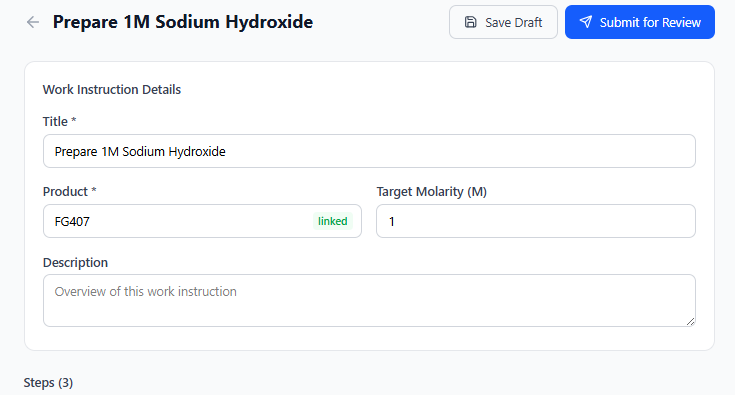 Prepare 1M Sodium Hydroxide
Save Draft
Submit for Review
Work Instruction Details
Title *
Prepare 1M Sodium Hydroxide
Product *
Target Molarity (M)
FG407
linked
1
Description
Overview of this work instruction
Steps (3)